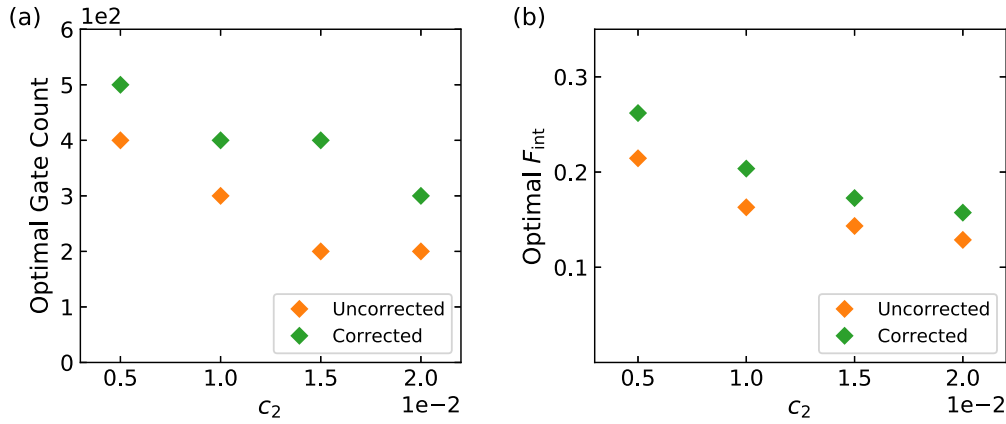 (a)
1e2
6
5
4
3
2
1
0
Optimal Gate Count
0.5 1.0 1.5 2.0
1e−2
c₂
Uncorrected
Corrected
(b)
0.3
0.2
0.1
Optimal F_int
0.5 1.0 1.5 2.0
1e−2
c₂
Uncorrected
Corrected